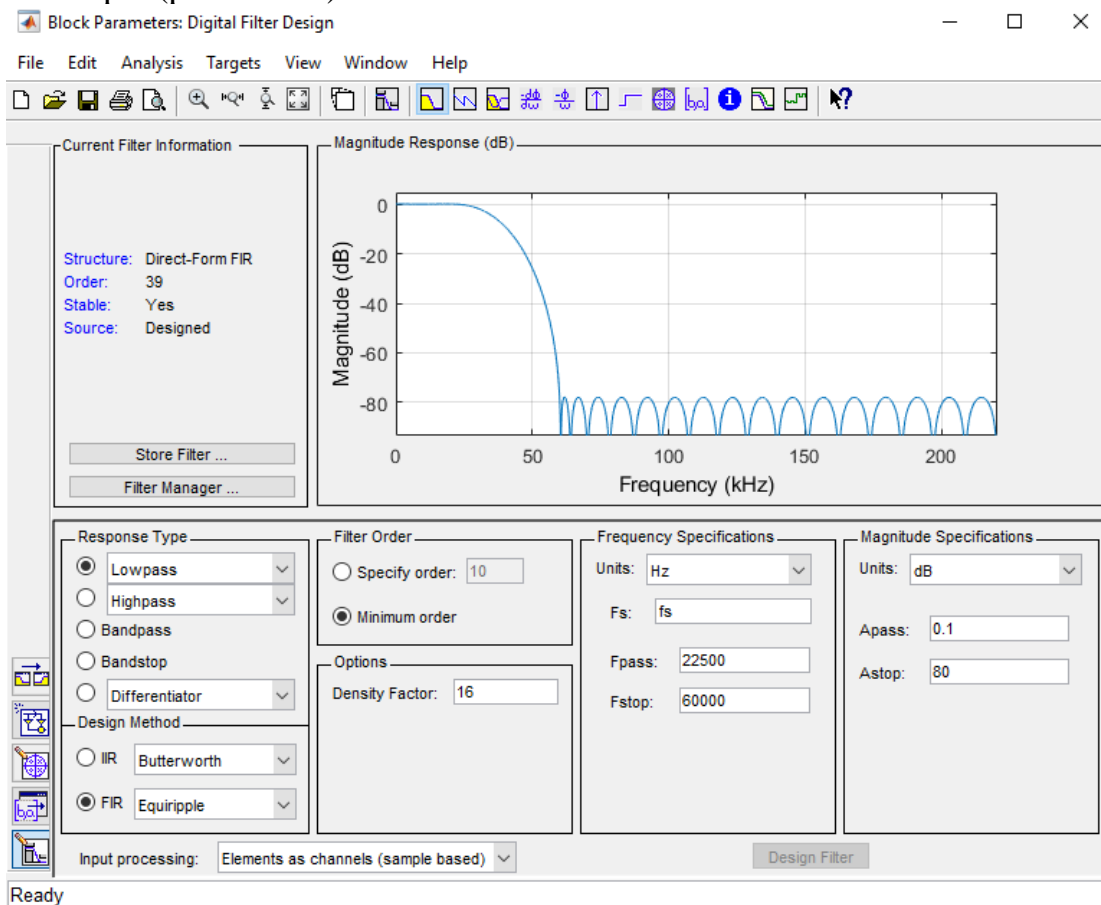 Block Parameters: Digital Filter Design
File Edit Analysis Targets View Window Help
Current Filter Information
Structure: Direct-Form FIR
Order: 39
Stable: Yes
Source: Designed
Store Filter ...
Filter Manager ...
Magnitude Response (dB)
Magnitude (dB)
0
-20
-40
-60
-80
0 50 100 150 200
Frequency (kHz)
Response Type
Lowpass
Highpass
Bandpass
Bandstop
Differentiator
Design Method
IIR Butterworth
FIR Equiripple
Filter Order
Specify order: 10
Minimum order
Options
Density Factor: 16
Frequency Specifications
Units: Hz
Fs: fs
Fpass: 22500
Fstop: 60000
Magnitude Specifications
Units: dB
Apass: 0.1
Astop: 80
Input processing: Elements as channels (sample based)
Design Filter
Ready